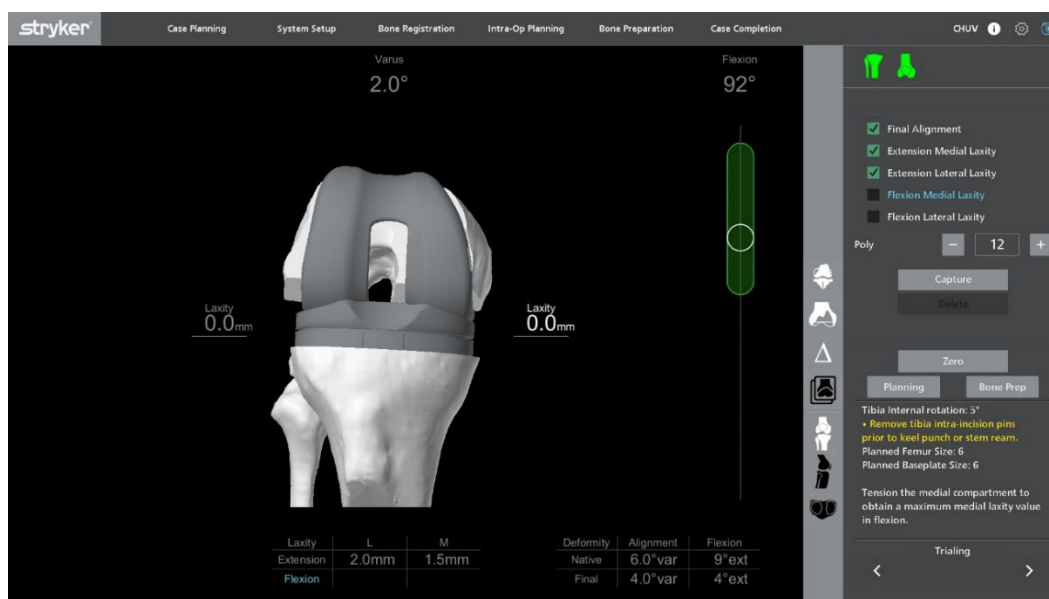 stryker
Case Planning System Setup Bone Registration Intra-Op Planning Bone Preparation Case Completion CHUV i
Varus
2.0°
Flexion
92°
Final Alignment
Extension Medial Laxity
Extension Lateral Laxity
Flexion Medial Laxity
Flexion Lateral Laxity
Poly − 12 +
Capture
Delete
Laxity
0.0mm
Laxity
0.0mm
Δ
Zero
Planning Bone Prep
Tibia Internal rotation: 5°
• Remove tibia intra-incision pins
prior to keel punch or stem ream.
Planned Femur Size: 6
Planned Baseplate Size: 6
Tension the medial compartment to
obtain a maximum medial laxity value
in flexion.
Laxity L M
Extension 2.0mm 1.5mm
Flexion
Deformity Alignment Flexion
Native 6.0°var 9°ext
Final 4.0°var 4°ext
Trialing
< >